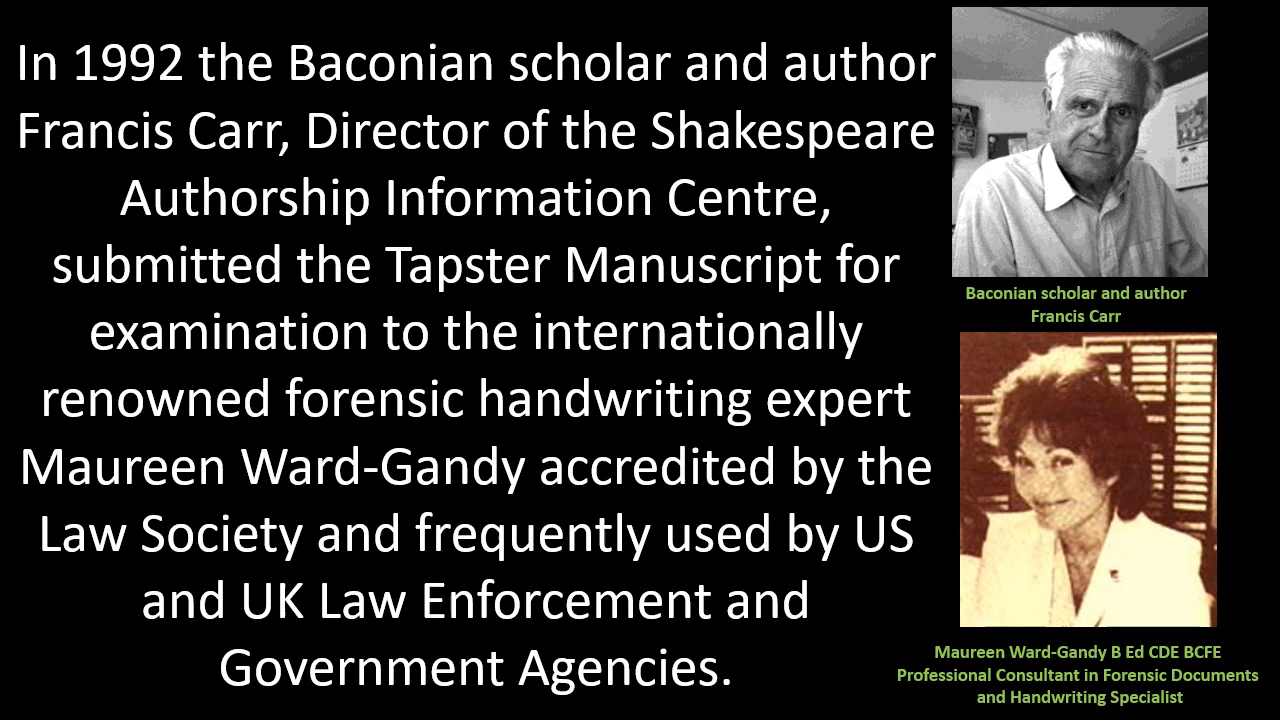 In 1992 the Baconian scholar and author
Francis Carr, Director of the Shakespeare
Authorship Information Centre,
submitted the Tapster Manuscript for
examination to the internationally
renowned forensic handwriting expert
Maureen Ward-Gandy accredited by the
Law Society and frequently used by US
and UK Law Enforcement and
Government Agencies.
Baconian scholar and author
Francis Carr
Maureen Ward-Gandy B Ed CDE BCFE
Professional Consultant in Forensic Documents
and Handwriting Specialist